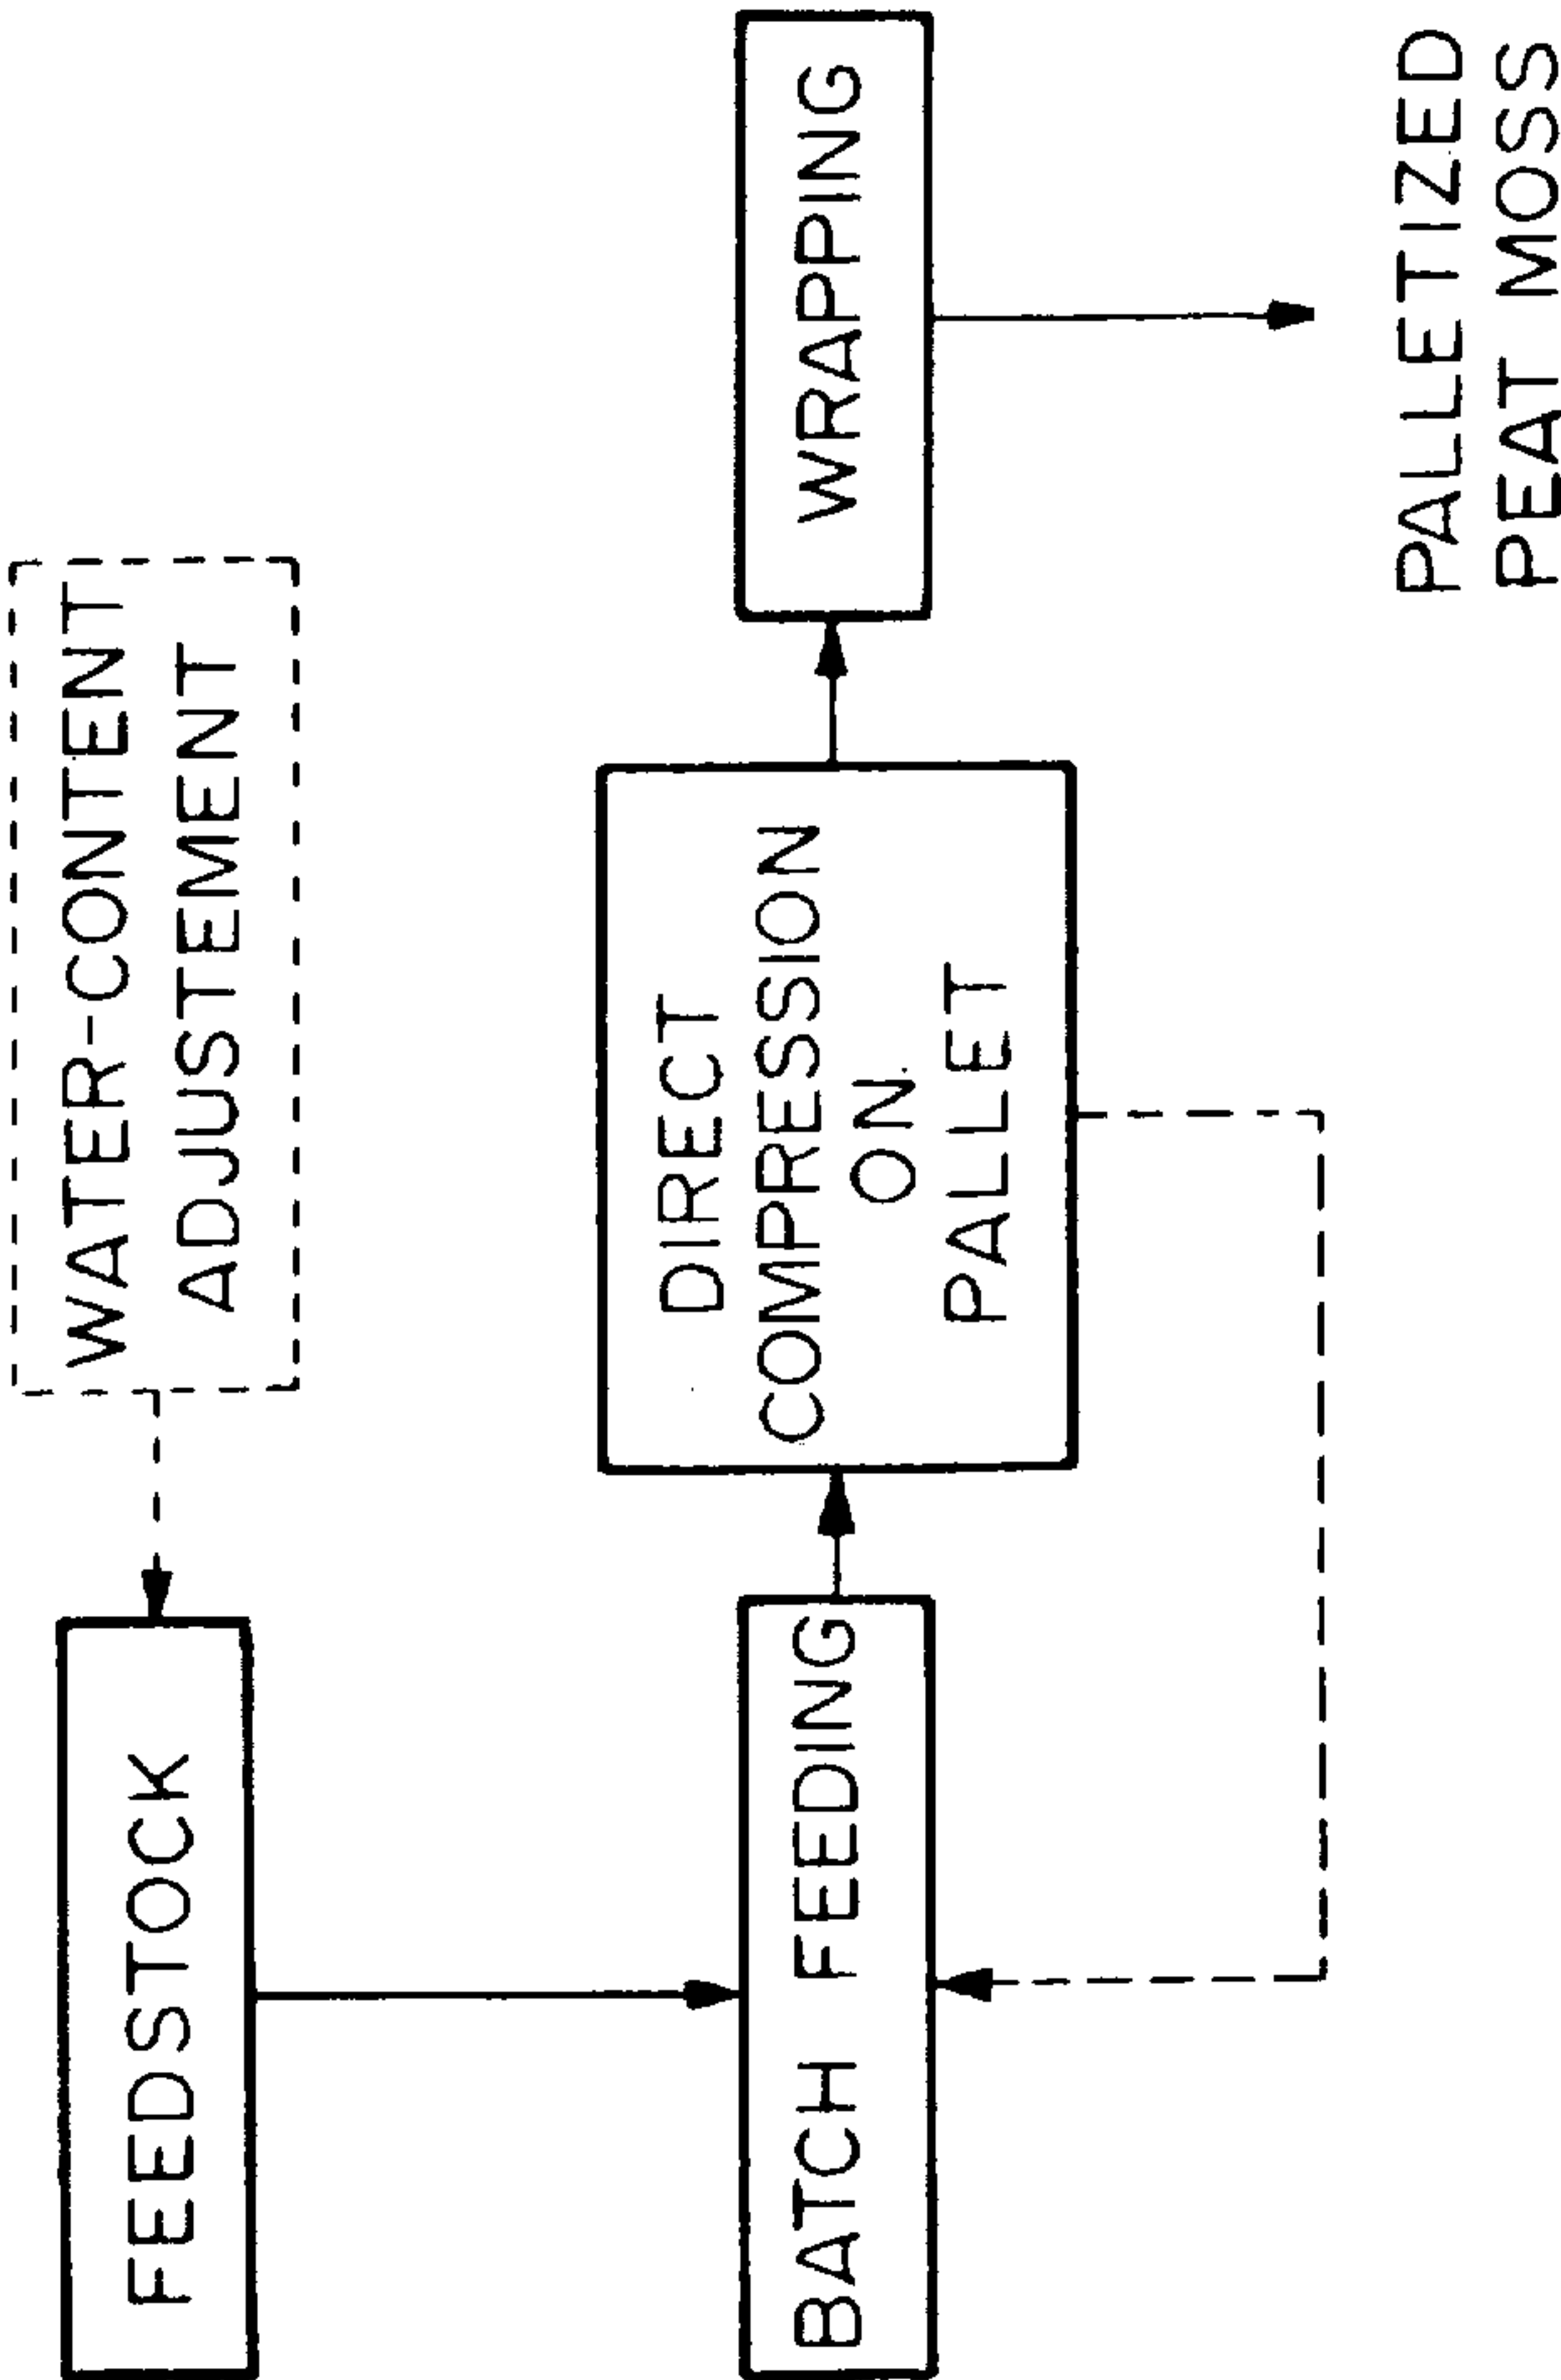 WATER-CONTENT
ADJUSTEMENT
FEEDSTOCK
BATCH FEEDING
DIRECT
COMPRESSION
ON
PALLET
WRAPPING
PALLETIZED
PEAT MOSS